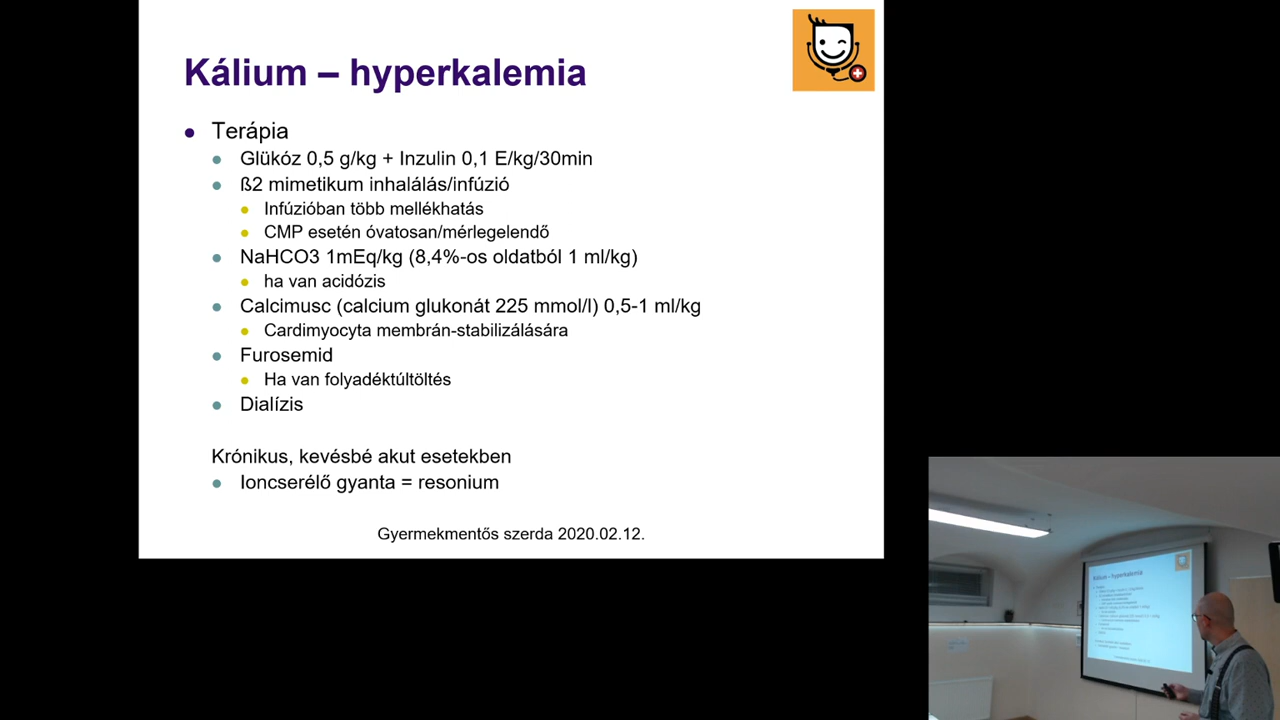 Kálium – hyperkalemia
Terápia
Glükóz 0,5 g/kg + Inzulin 0,1 E/kg/30min
ß2 mimetikum inhalálás/infúzió
Infúzióban több mellékhatás
CMP esetén óvatosan/mérlegelendő
NaHCO3 1mEq/kg (8,4%-os oldatból 1 ml/kg)
ha van acidózis
Calcimusc (calcium glukonát 225 mmol/l) 0,5-1 ml/kg
Cardimyocyta membrán-stabilizálására
Furosemid
Ha van folyadéktúltöltés
Dialízis
Krónikus, kevésbé akut esetekben
Ioncserélő gyanta = resonium
Gyermekmentős szerda 2020.02.12.
Kálium – hyperkalemia